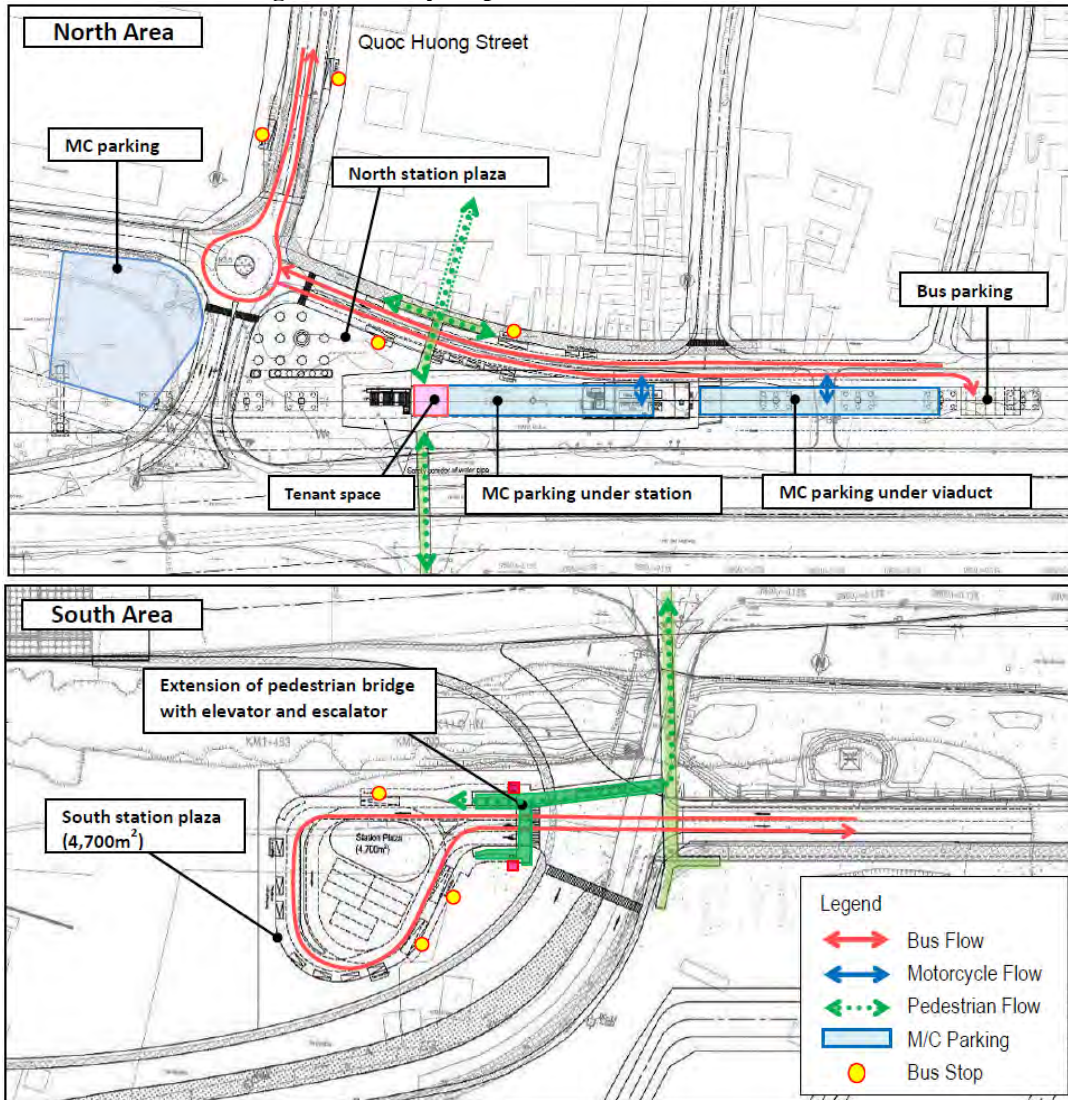 North Area
Quoc Huong Street
MC parking
North station plaza
Bus parking
Tenant space
MC parking under station
MC parking under viaduct
South Area
Extension of pedestrian bridge
with elevator and escalator
South station plaza
(4,700m²)
Station Plaza
(4,700m²)
Legend
Bus Flow
Motorcycle Flow
Pedestrian Flow
M/C Parking
Bus Stop